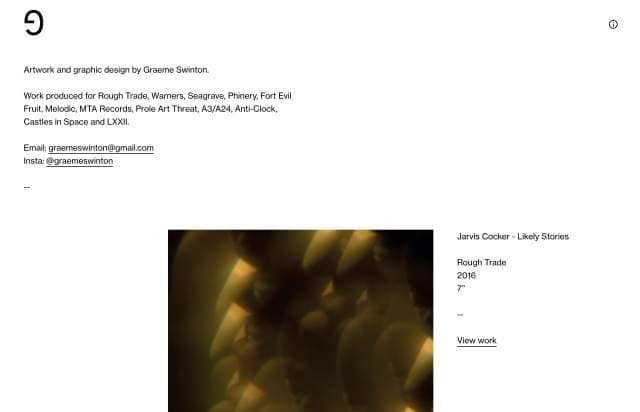 Artwork and graphic design by Graeme Swinton.
Work produced for Rough Trade, Warners, Seagrave, Phinery, Fort Evil
Fruit, Melodic, MTA Records, Prole Art Threat, A3/A24, Anti-Clock,
Castles in Space and LXXII.
Email: graemeswinton@gmail.com
Insta: @graemeswinton
--
Jarvis Cocker - Likely Stories
Rough Trade
2016
7"
--
View work